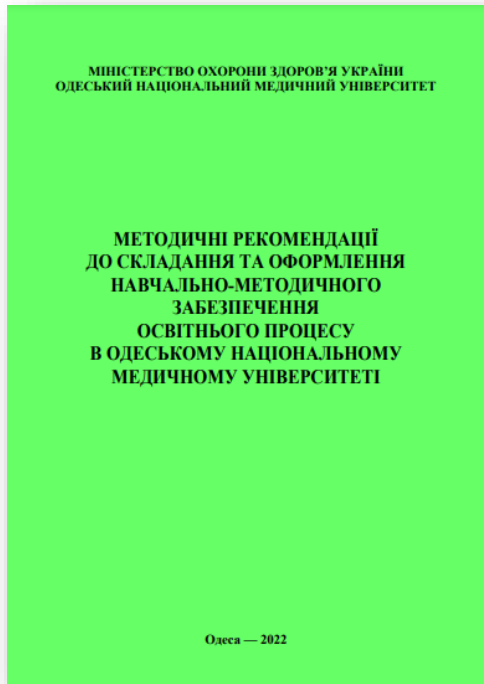 МІНІСТЕРСТВО ОХОРОНИ ЗДОРОВ’Я УКРАЇНИ
ОДЕСЬКИЙ НАЦІОНАЛЬНИЙ МЕДИЧНИЙ УНІВЕРСИТЕТ
МЕТОДИЧНІ РЕКОМЕНДАЦІЇ
ДО СКЛАДАННЯ ТА ОФОРМЛЕННЯ
НАВЧАЛЬНО-МЕТОДИЧНОГО
ЗАБЕЗПЕЧЕННЯ
ОСВІТНЬОГО ПРОЦЕСУ
В ОДЕСЬКОМУ НАЦІОНАЛЬНОМУ
МЕДИЧНОМУ УНІВЕРСИТЕТІ
Одеса — 2022